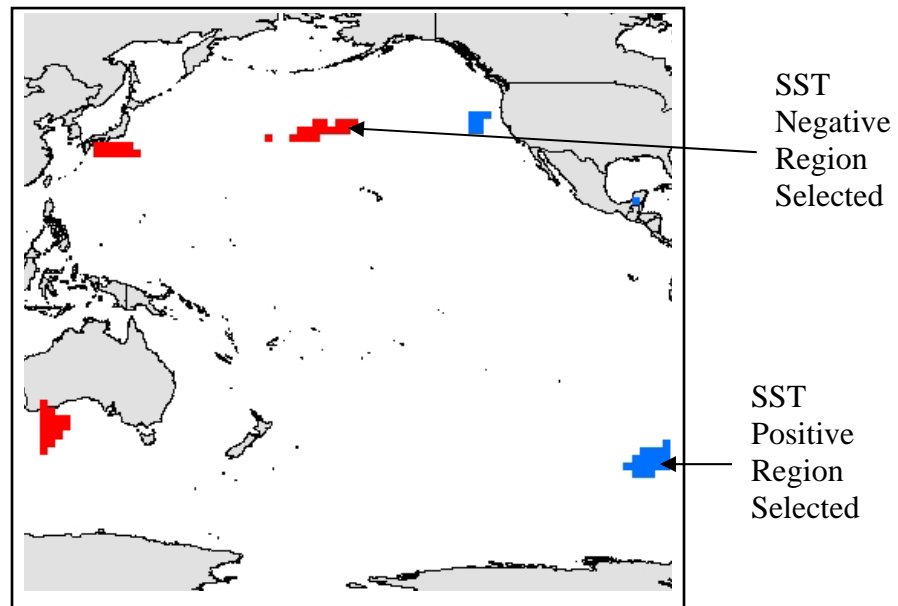 SST
Negative
Region
Selected
SST
Positive
Region
Selected